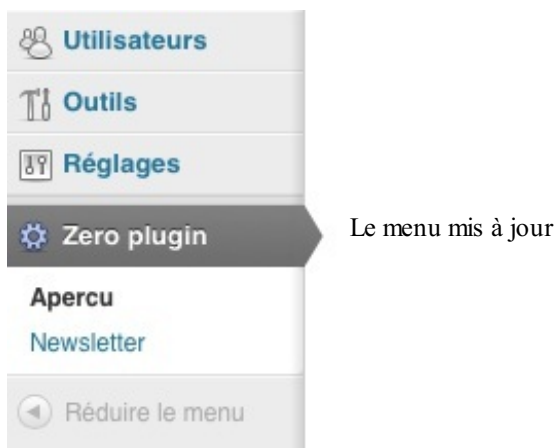 Utilisateurs
Outils
Réglages
Zero plugin
Le menu mis à jour
Apercu
Newsletter
Réduire le menu